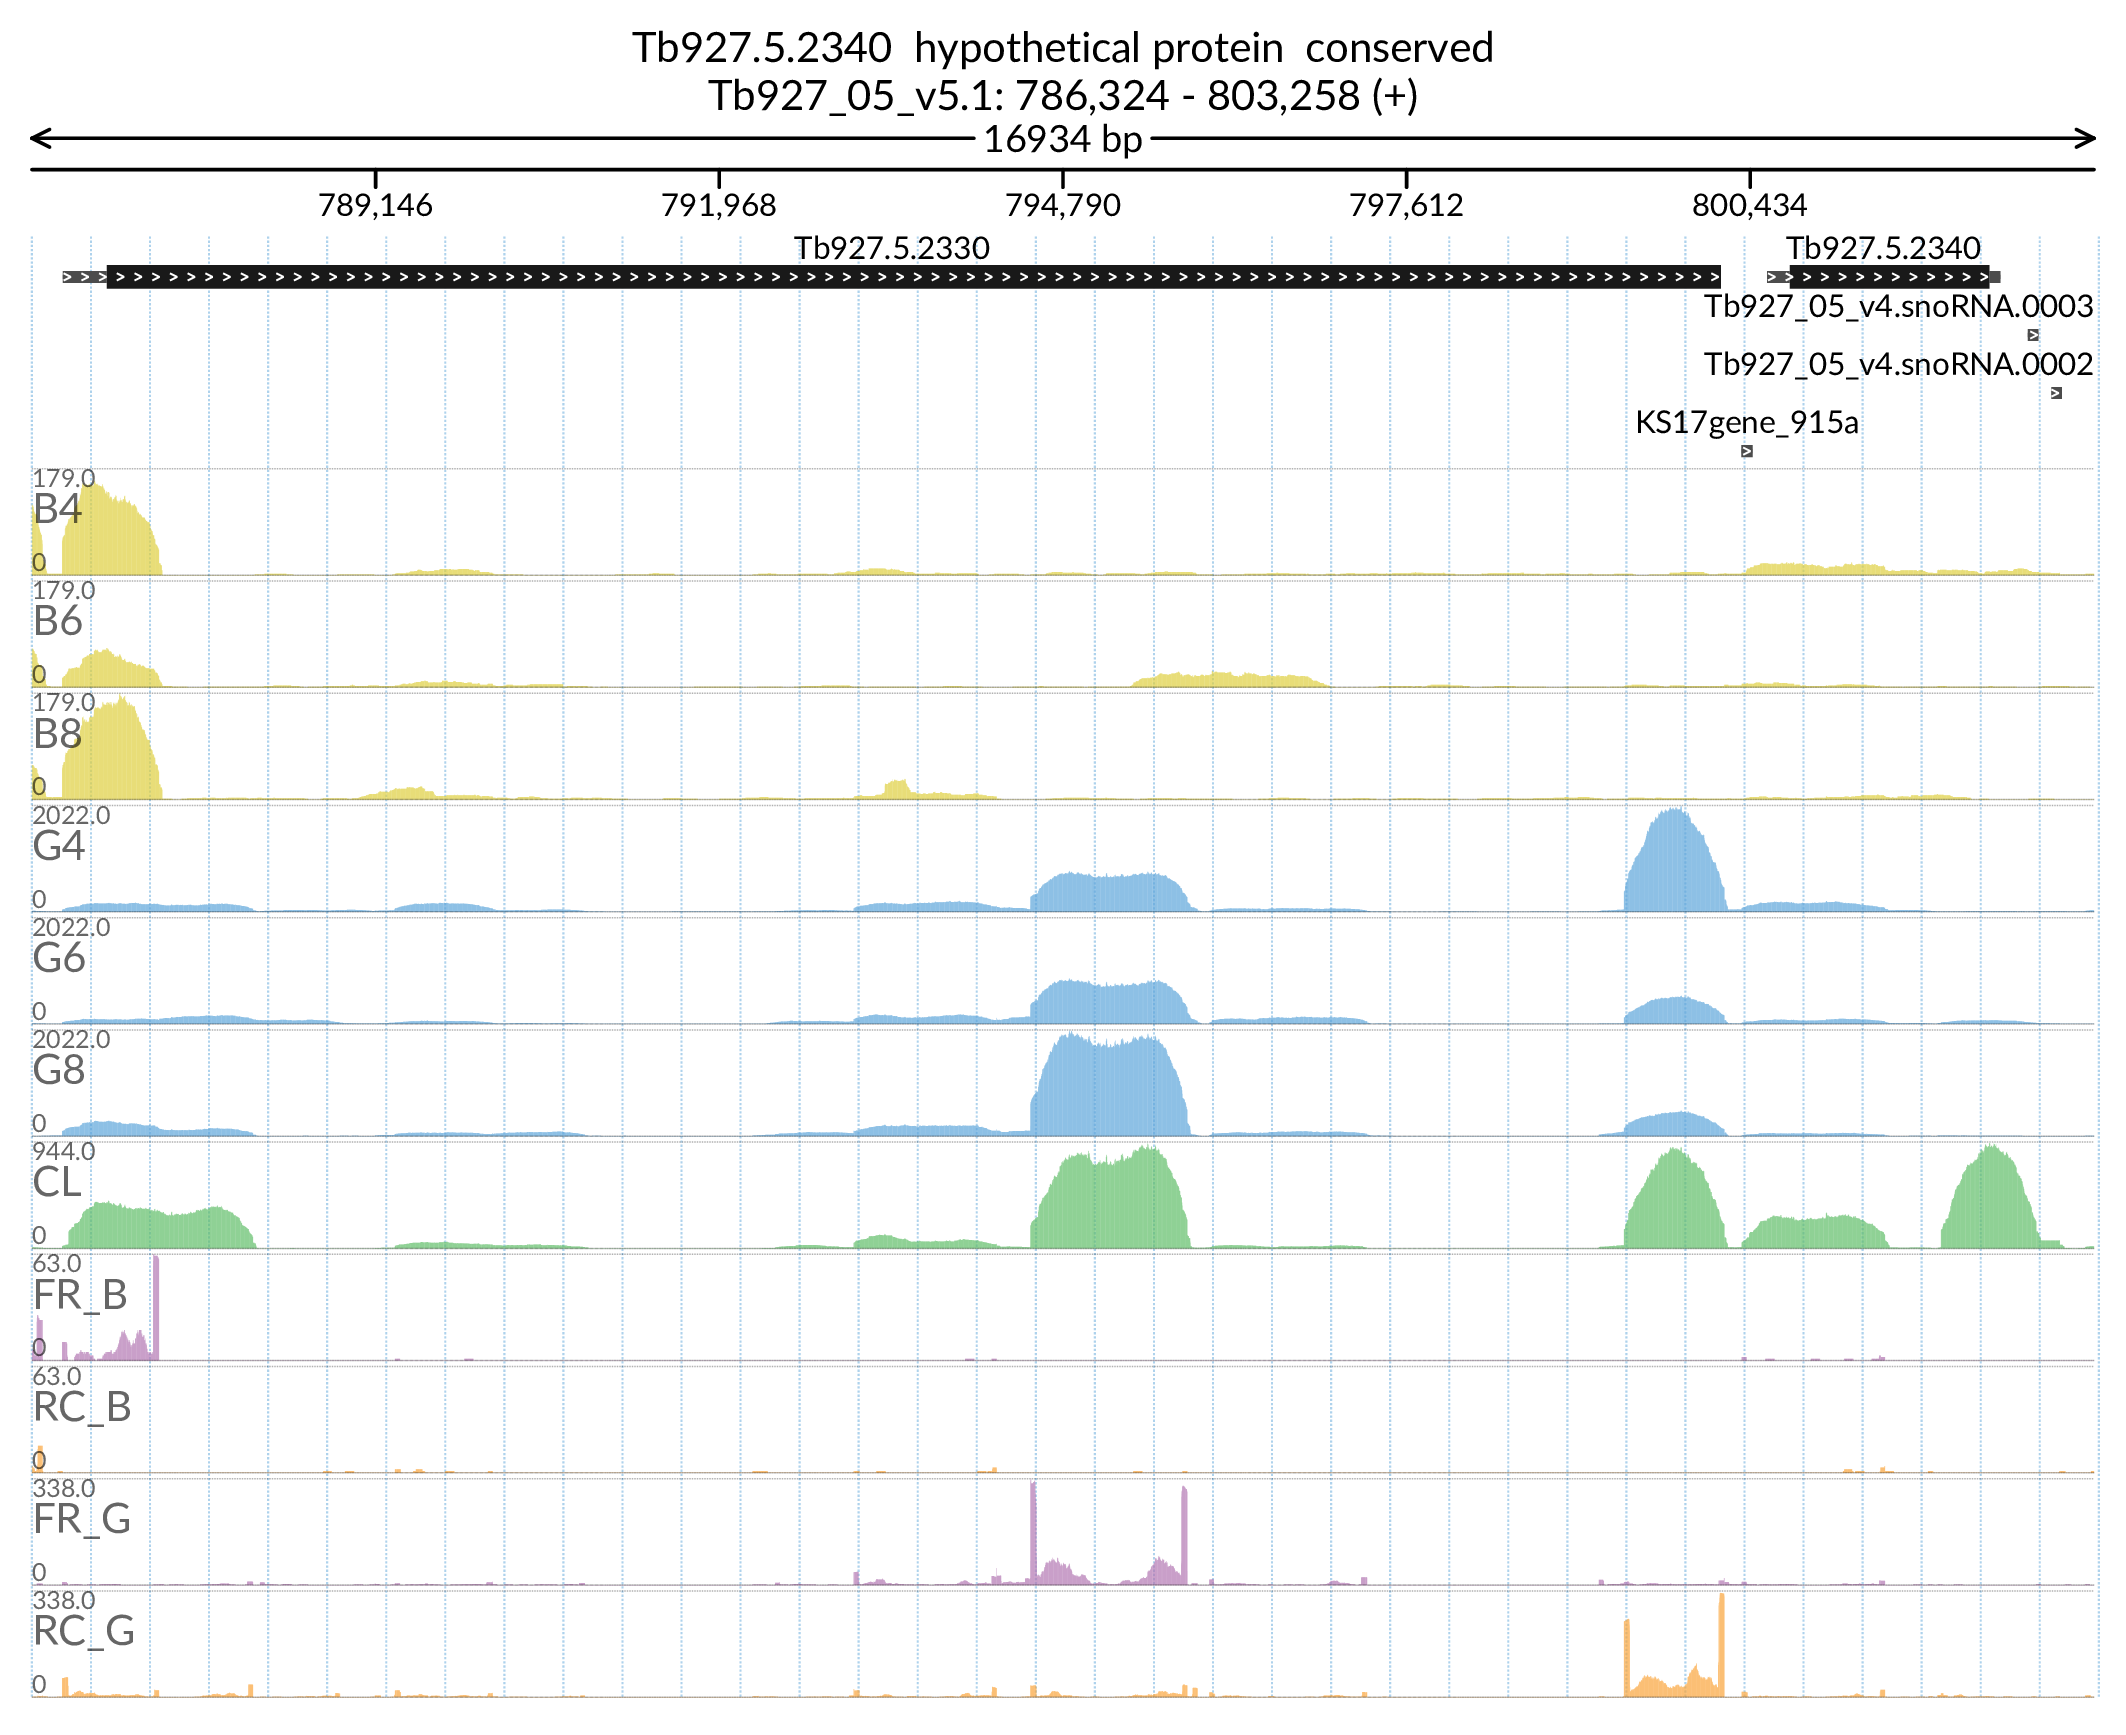 Tb927.5.2340  hypothetical protein  conserved
Tb927_05_v5.1: 786,324 - 803,258 (+)
16934 bp
789,146 791,968 794,790 797,612 800,434
Tb927.5.2330 Tb927.5.2340
Tb927_05_v4.snoRNA.0003
Tb927_05_v4.snoRNA.0002
KS17gene_915a
179.0
B4
0
179.0
B6
0
179.0
B8
0
2022.0
G4
0
2022.0
G6
0
2022.0
G8
0
944.0
CL
0
63.0
FR_B
0
63.0
RC_B
0
338.0
FR_G
0
338.0
RC_G
0